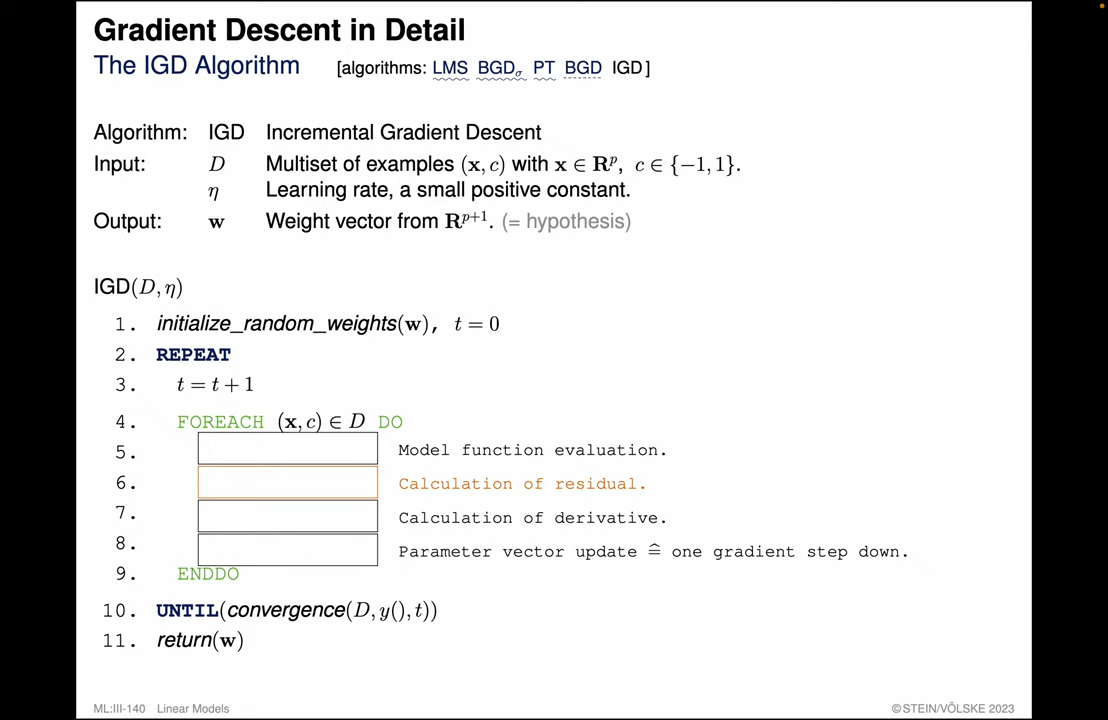 Gradient Descent in Detail
The IGD Algorithm [algorithms: LMS BGDσ PT BGD IGD]
Algorithm: IGD Incremental Gradient Descent
Input: D Multiset of examples (x, c) with x ∈ R^p, c ∈ {−1, 1}.
η Learning rate, a small positive constant.
Output: w Weight vector from R^{p+1}. (= hypothesis)
IGD(D, η)
1. initialize_random_weights(w), t = 0
2. REPEAT
3. t = t + 1
4. FOREACH (x, c) ∈ D DO
5. Model function evaluation.
6. Calculation of residual.
7. Calculation of derivative.
8. Parameter vector update ≙ one gradient step down.
9. ENDDO
10. UNTIL(convergence(D, y(), t))
11. return(w)
ML:III-140 Linear Models ©STEIN/VÖLSKE 2023